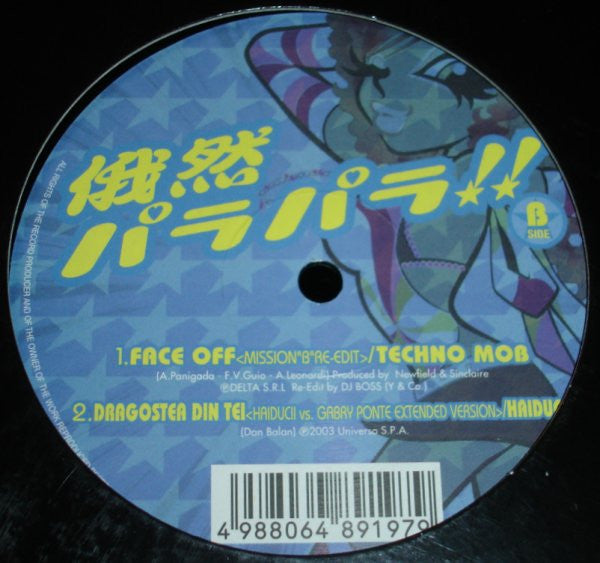 俄然
パラパラ!!
B
SIDE
1.FACE OFF<MISSION"B"RE-EDIT>/TECHNO MOB
(A.Panigada - F.V.Guio - A.Leonardi) Produced by Newfield & Sinclaire
ⓅDELTA S.R.L Re-Edit by DJ BOSS (Y & Co.)
2.DRAGOSTEA DIN TEI<HAIDUCII vs. GABRY PONTE EXTENDED VERSION>/HAIDUC
(Dan Balan) Ⓟ2003 Universo S.P.A.
4 988064 891979
ALL RIGHTS OF THE RECORD PRODUCER AND OF THE OWNER OF THE WORK REPRODUCED